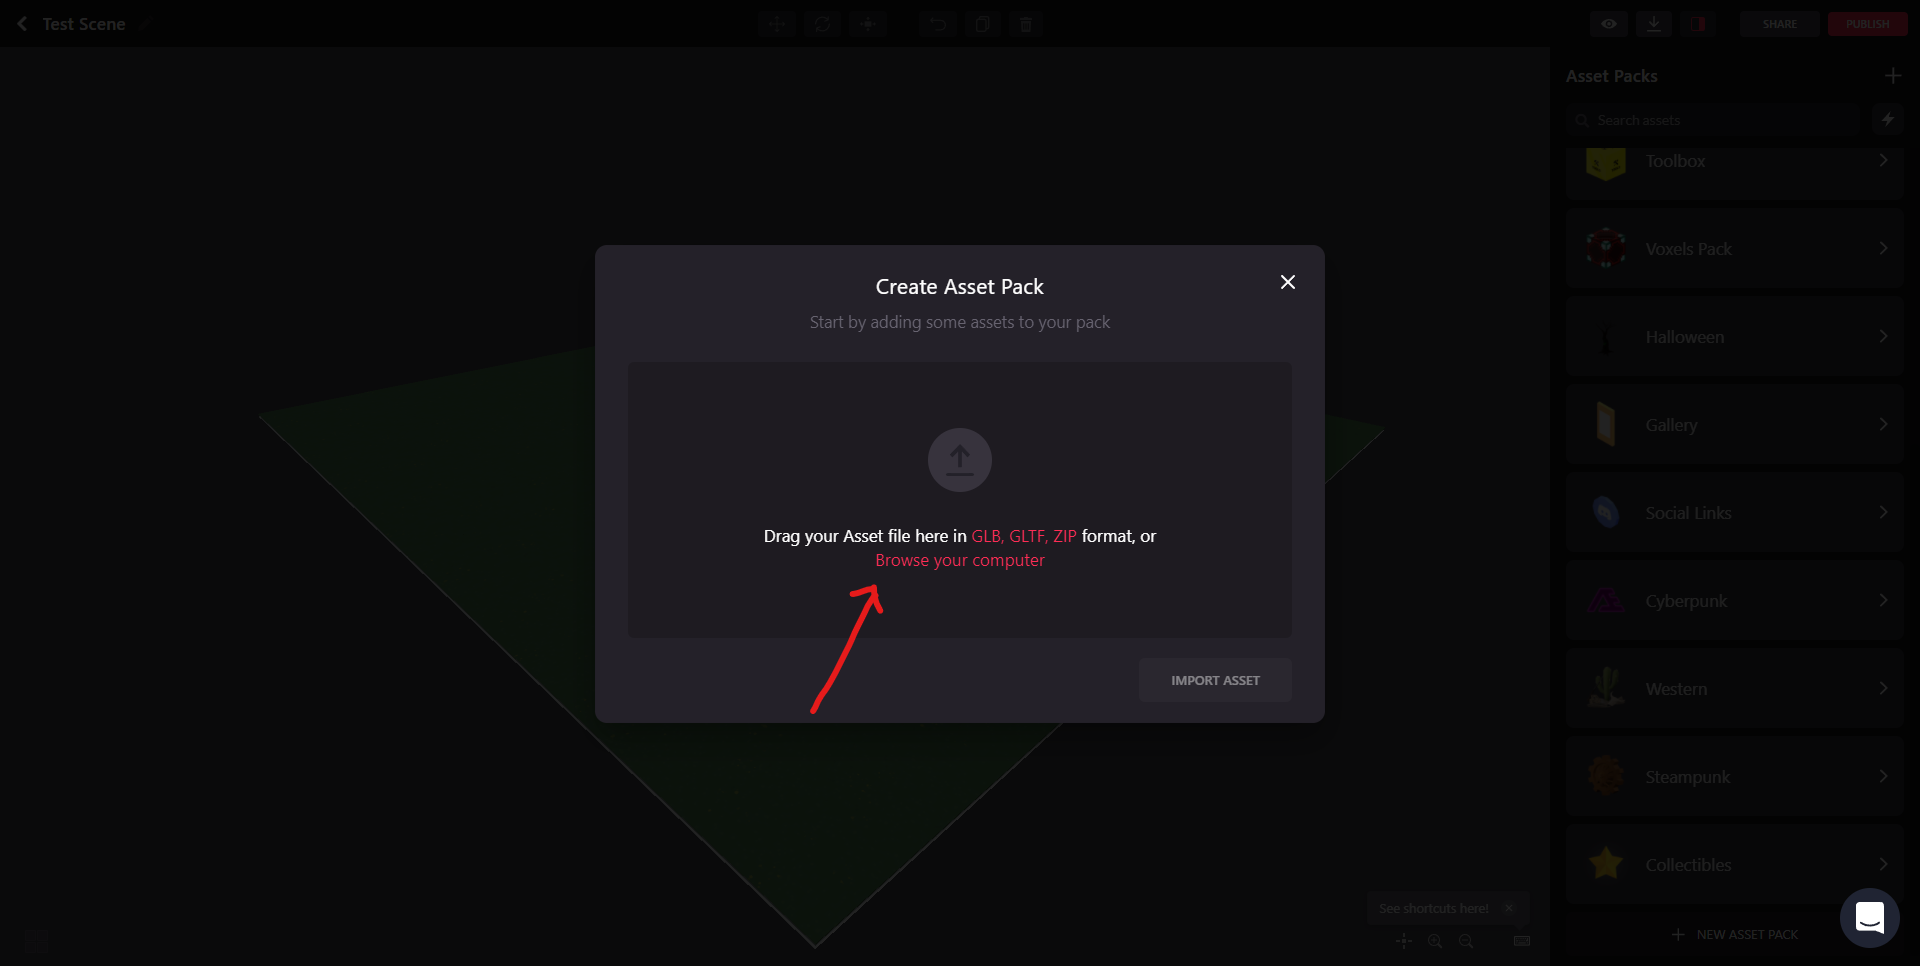 Test Scene
SHARE
PUBLISH
Asset Packs
Search assets
Toolbox
Voxels Pack
Halloween
Gallery
Social Links
Cyberpunk
Western
Steampunk
Collectibles
NEW ASSET PACK
Create Asset Pack
Start by adding some assets to your pack
Drag your Asset file here in GLB, GLTF, ZIP format, or
Browse your computer
IMPORT ASSET
See shortcuts here!